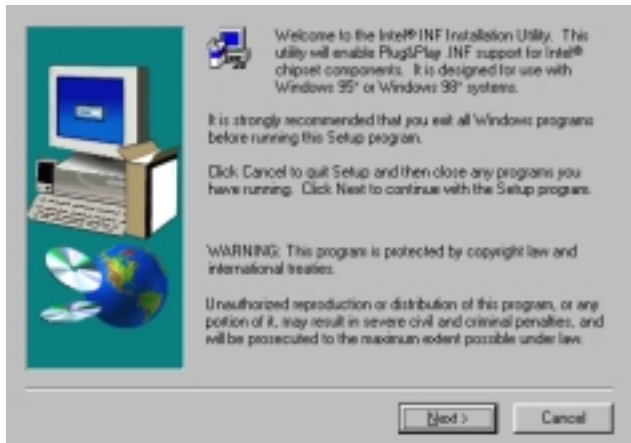 Welcome to the Intel® INF Installation Utility. This
utility will enable Plug&Play .INF support for Intel®
chipset components. It is designed for use with
Windows 95* or Windows 98* systems.
It is strongly recommended that you exit all Windows programs
before running this Setup program.
Click Cancel to quit Setup and then close any programs you
have running. Click Next to continue with the Setup program.
WARNING: This program is protected by copyright law and
international treaties.
Unauthorized reproduction or distribution of this program, or any
portion of it, may result in severe civil and criminal penalties, and
will be prosecuted to the maximum extent possible under law.
Next >
Cancel